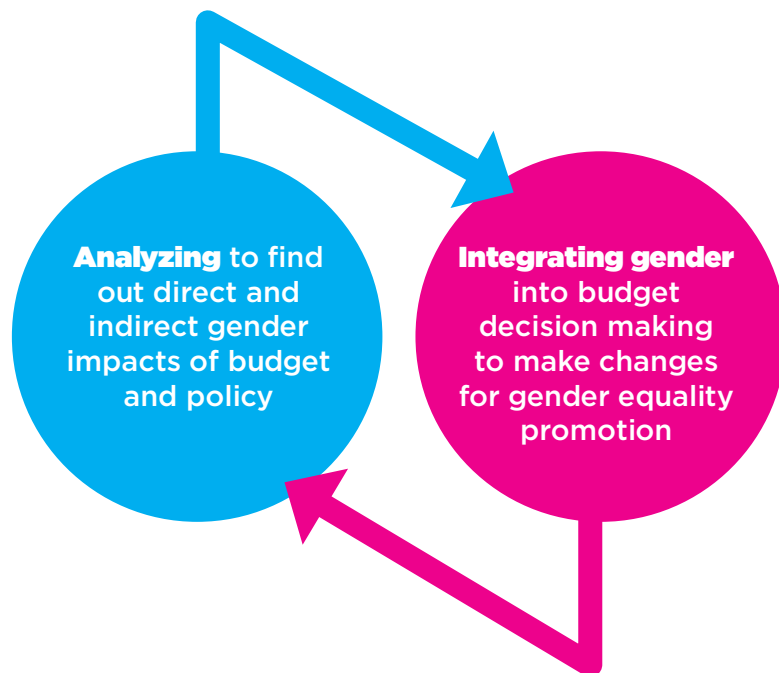 Analyzing to find
out direct and
indirect gender
impacts of budget
and policy
Integrating gender
into budget
decision making
to make changes
for gender equality
promotion